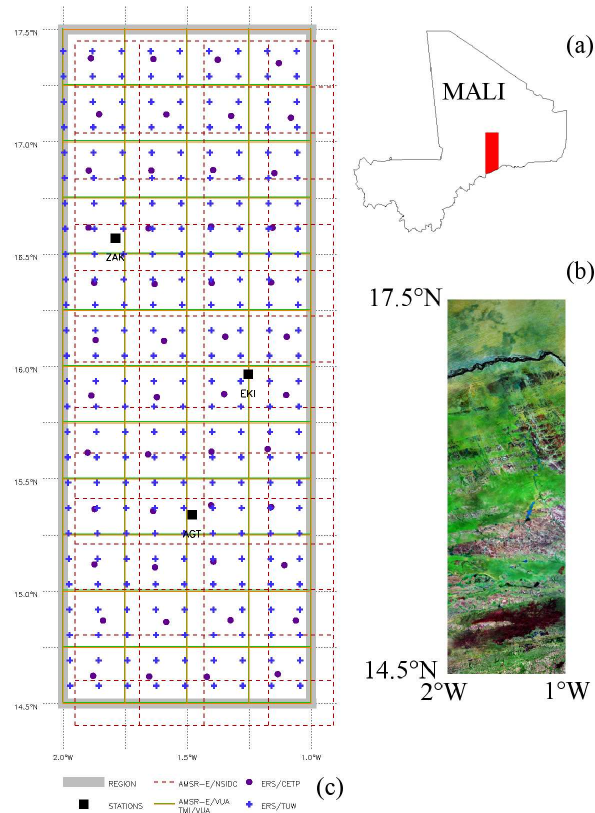 17.5°N
17.0°N
16.5°N
16.0°N
15.5°N
15.0°N
14.5°N
2.0°W
1.5°W
1.0°W
ZAK
EKI
AGT
(a)
MALI
(b)
17.5°N
14.5°N
2°W
1°W
REGION
AMSR-E/NSIDC
ERS/CETP
(c)
STATIONS
AMSR-E/VUA
TMI/VUA
ERS/TUW